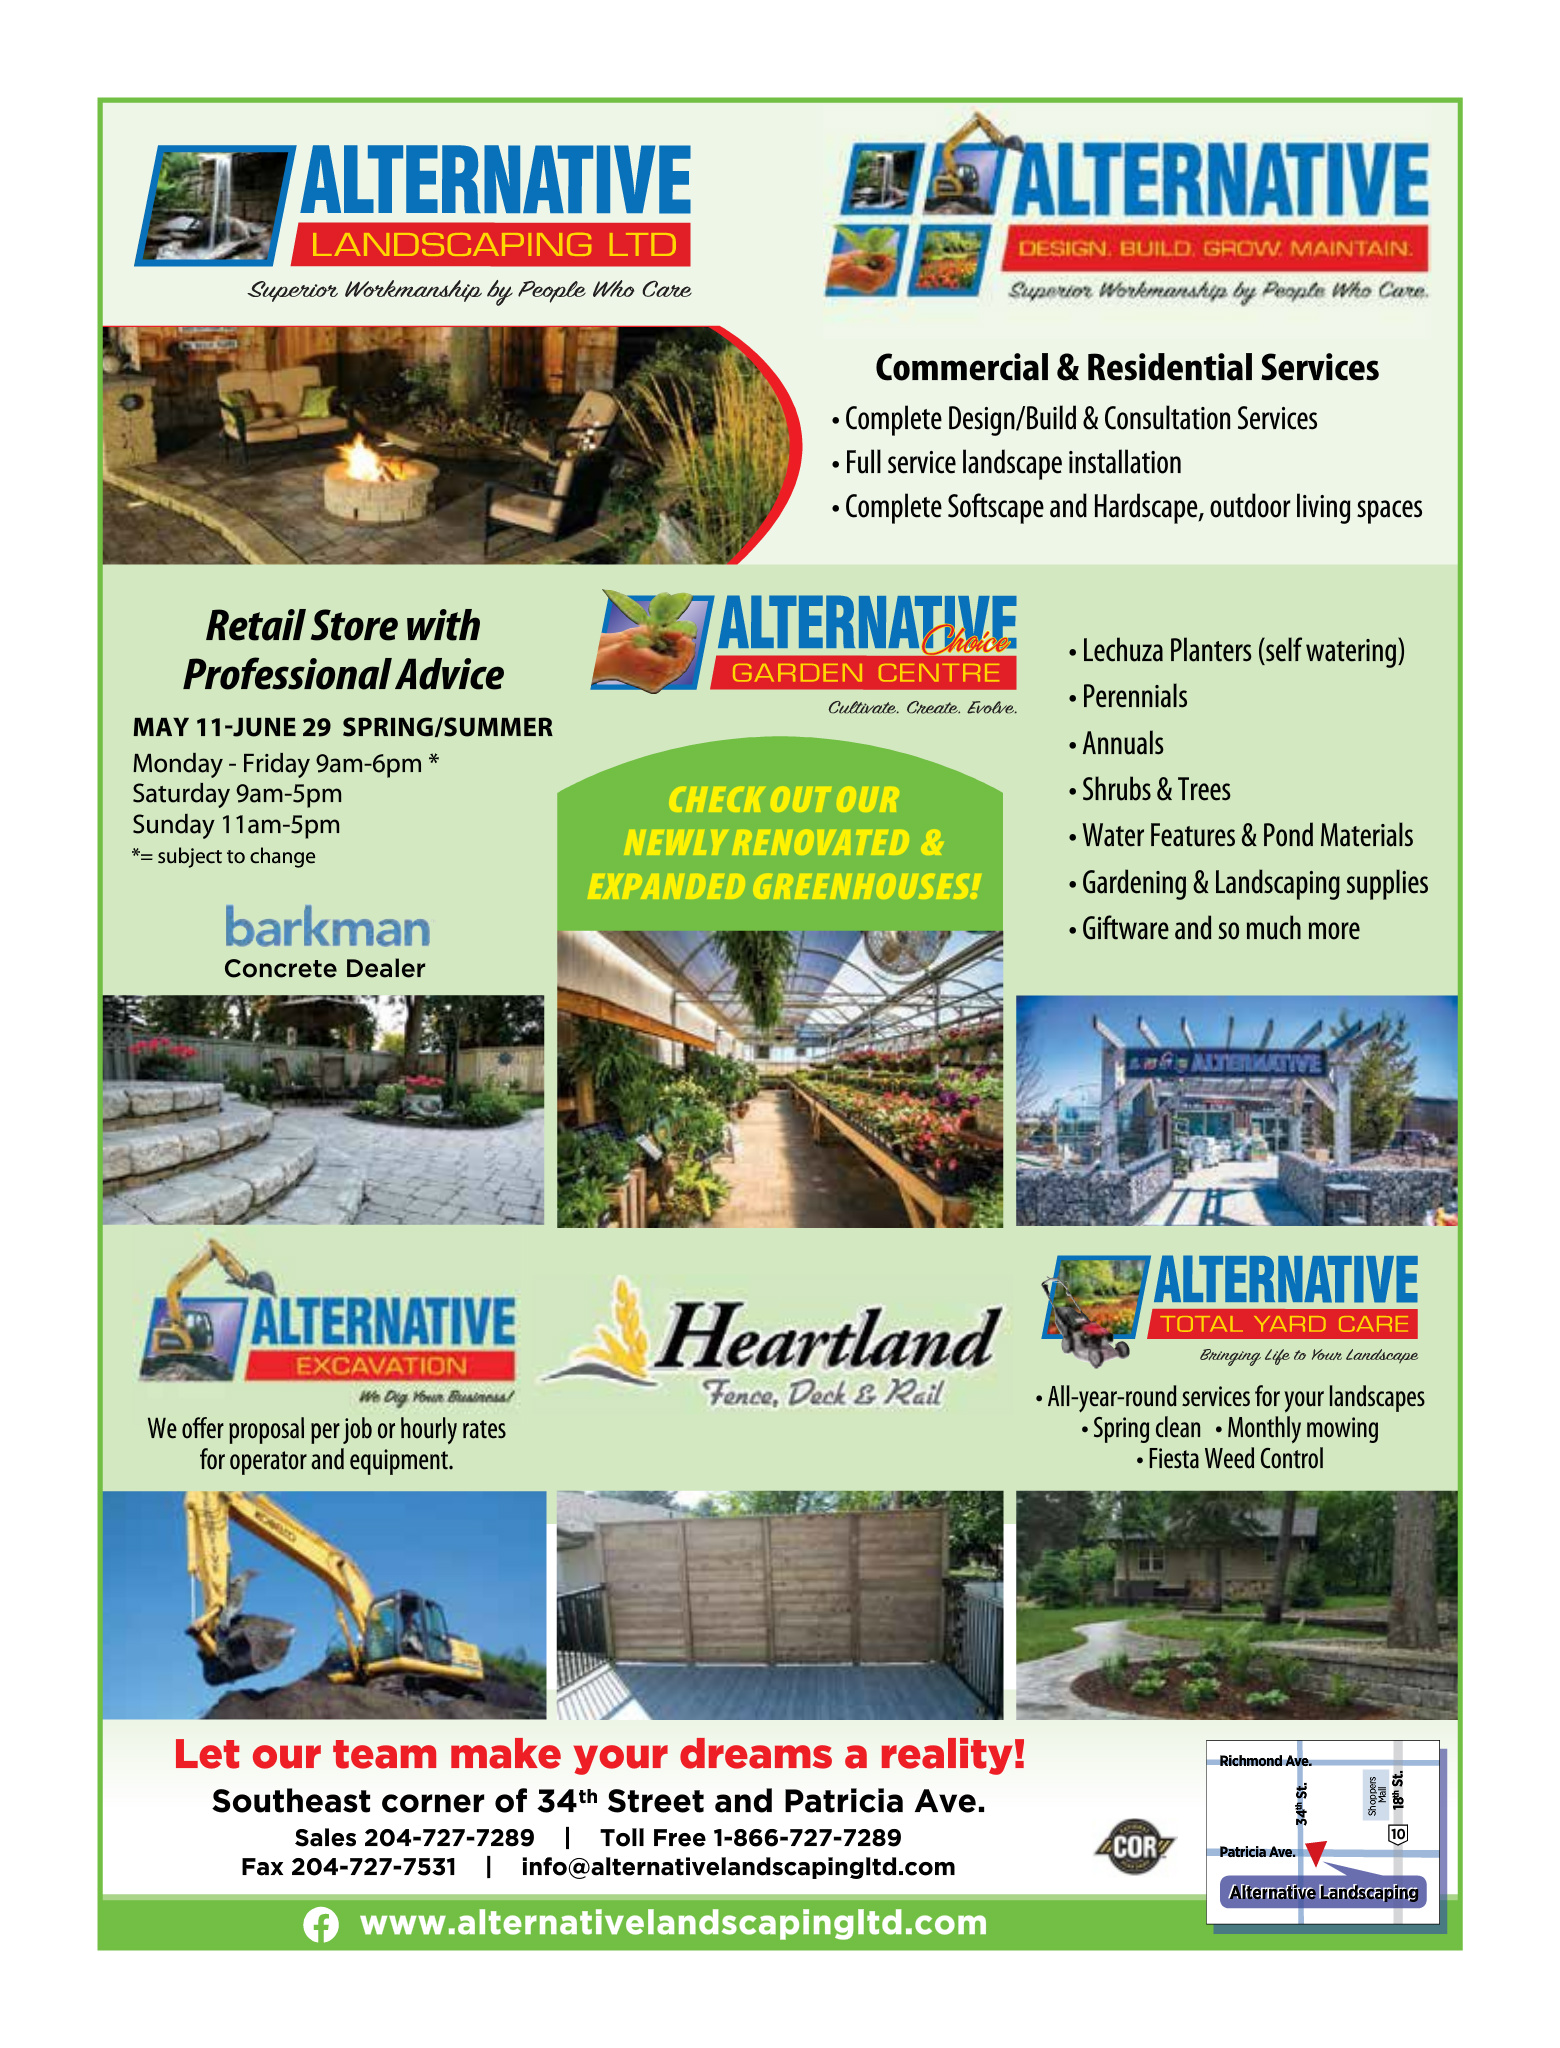 ALTERNATIVE
LANDSCAPING LTD
Superior Workmanship by People Who Care
ALTERNATIVE
DESIGN. BUILD. GROW. MAINTAIN.
Superior Workmanship by People Who Care.
Commercial & Residential Services
• Complete Design/Build & Consultation Services
• Full service landscape installation
• Complete Softscape and Hardscape, outdoor living spaces
Retail Store with
Professional Advice
MAY 11-JUNE 29 SPRING/SUMMER
Monday - Friday 9am-6pm *
Saturday 9am-5pm
Sunday 11am-5pm
*= subject to change
barkman
Concrete Dealer
ALTERNATIVE
Choice
GARDEN CENTRE
Cultivate. Create. Evolve.
CHECK OUT OUR
NEWLY RENOVATED &
EXPANDED GREENHOUSES!
• Lechuza Planters (self watering)
• Perennials
• Annuals
• Shrubs & Trees
• Water Features & Pond Materials
• Gardening & Landscaping supplies
• Giftware and so much more
ALTERNATIVE
ALTERNATIVE
EXCAVATION
We Dig Your Business!
We offer proposal per job or hourly rates
for operator and equipment.
Heartland
Fence, Deck & Rail
ALTERNATIVE
TOTAL YARD CARE
Bringing Life to Your Landscape
• All-year-round services for your landscapes
• Spring clean • Monthly mowing
• Fiesta Weed Control
KOBELCO
Let our team make your dreams a reality!
Southeast corner of 34th Street and Patricia Ave.
Sales 204-727-7289 | Toll Free 1-866-727-7289
Fax 204-727-7531 | info@alternativelandscapingltd.com
COR
Richmond Ave.
34th St.
Shoppers
Mall
18th St.
10
Patricia Ave.
Alternative Landscaping
www.alternativelandscapingltd.com